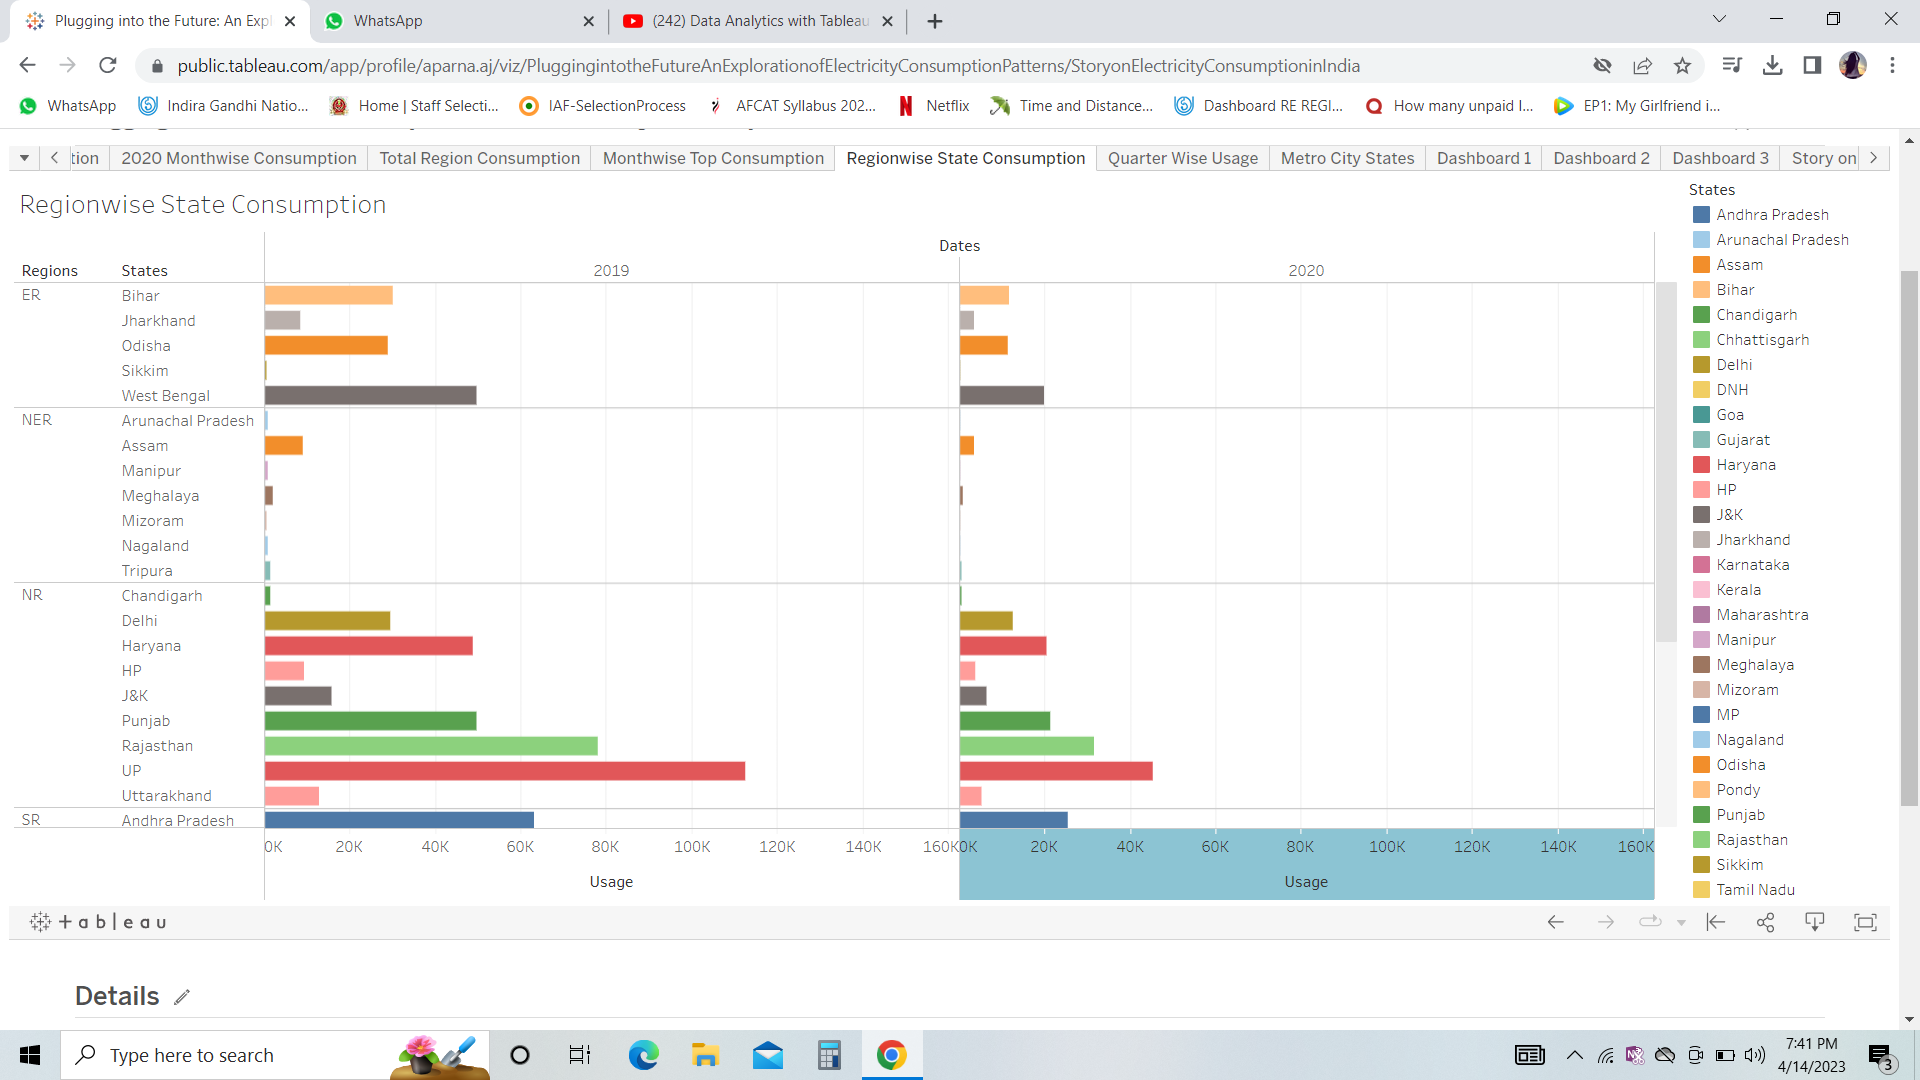 Plugging into the Future: An Expl
WhatsApp
(242) Data Analytics with Tableau
public.tableau.com/app/profile/aparna.aj/viz/PluggingintotheFutureAnExplorationofElectricityConsumptionPatterns/StoryonElectricityConsumptioninIndia
WhatsApp
Indira Gandhi Natio...
Home | Staff Selecti...
IAF-SelectionProcess
AFCAT Syllabus 202...
Netflix
Time and Distance...
Dashboard RE REGI...
How many unpaid I...
EP1: My Girlfriend i...
tion
2020 Monthwise Consumption
Total Region Consumption
Monthwise Top Consumption
Regionwise State Consumption
Quarter Wise Usage
Metro City States
Dashboard 1
Dashboard 2
Dashboard 3
Story on
Regionwise State Consumption
Dates
Regions States 2019 2020
ER Bihar
Jharkhand
Odisha
Sikkim
West Bengal
NER Arunachal Pradesh
Assam
Manipur
Meghalaya
Mizoram
Nagaland
Tripura
NR Chandigarh
Delhi
Haryana
HP
J&K
Punjab
Rajasthan
UP
Uttarakhand
SR Andhra Pradesh
0K 20K 40K 60K 80K 100K 120K 140K 160K 0K 20K 40K 60K 80K 100K 120K 140K 160K
Usage Usage
States
Andhra Pradesh
Arunachal Pradesh
Assam
Bihar
Chandigarh
Chhattisgarh
Delhi
DNH
Goa
Gujarat
Haryana
HP
J&K
Jharkhand
Karnataka
Kerala
Maharashtra
Manipur
Meghalaya
Mizoram
MP
Nagaland
Odisha
Pondy
Punjab
Rajasthan
Sikkim
Tamil Nadu
+ a b | e a u
Details
Type here to search
7:41 PM
4/14/2023
3